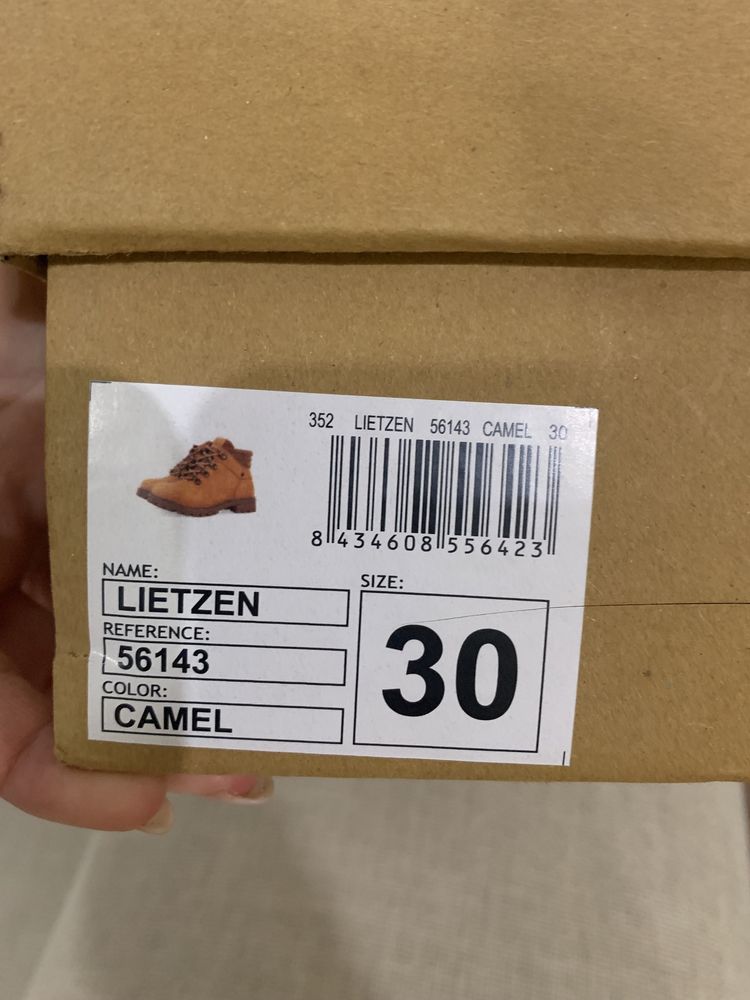 352 LIETZEN 56143 CAMEL 30
8 434608 556423
NAME:
LIETZEN
REFERENCE:
56143
COLOR:
CAMEL
SIZE:
30